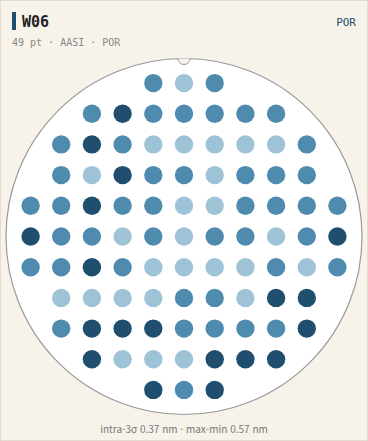 W06
POR
49 pt · AASI · POR
intra-3σ 0.37 nm · max-min 0.57 nm